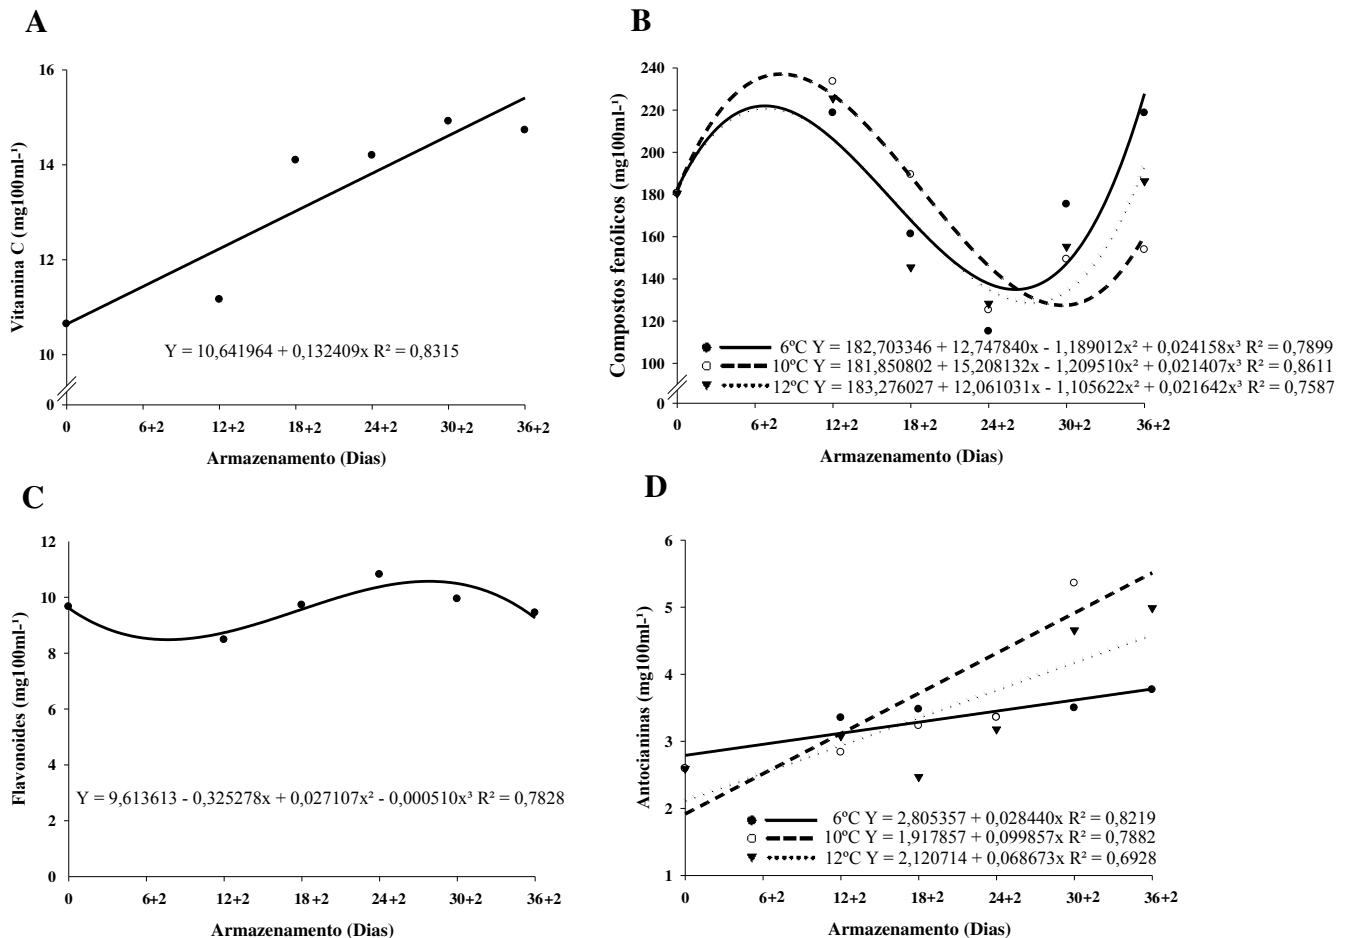 A
Vitamina C (mg100ml-¹)
16
14
12
10
0
Y = 10,641964 + 0,132409x R² = 0,8315
0 6+2 12+2 18+2 24+2 30+2 36+2
Armazenamento (Dias)
B
Compostos fenólicos (mg100ml-¹)
240
220
200
180
160
140
120
100
0
6ºC Y = 182,703346 + 12,747840x - 1,189012x² + 0,024158x³ R² = 0,7899
10ºC Y = 181,850802 + 15,208132x - 1,209510x² + 0,021407x³ R² = 0,8611
12ºC Y = 183,276027 + 12,061031x - 1,105622x² + 0,021642x³ R² = 0,7587
0 6+2 12+2 18+2 24+2 30+2 36+2
Armazenamento (Dias)
C
Flavonoides (mg100ml-¹)
12
10
8
6
4
2
0
Y = 9,613613 - 0,325278x + 0,027107x² - 0,000510x³ R² = 0,7828
0 6+2 12+2 18+2 24+2 30+2 36+2
Armazenamento (Dias)
D
Antocianinas (mg100ml-¹)
6
5
4
3
2
1
6ºC Y = 2,805357 + 0,028440x R² = 0,8219
10ºC Y = 1,917857 + 0,099857x R² = 0,7882
12ºC Y = 2,120714 + 0,068673x R² = 0,6928
0 6+2 12+2 18+2 24+2 30+2 36+2
Armazenamento (Dias)